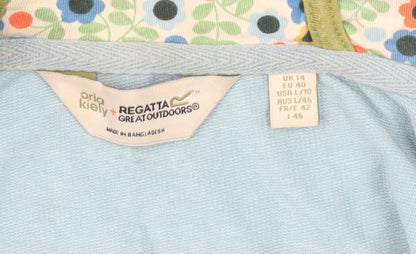 orla
kiely + REGATTA
GREAT OUTDOORS®
MADE IN BANGLADESH
UK 14
EU 40
USA L/10
RUS L/46
FR/E 42
I 46